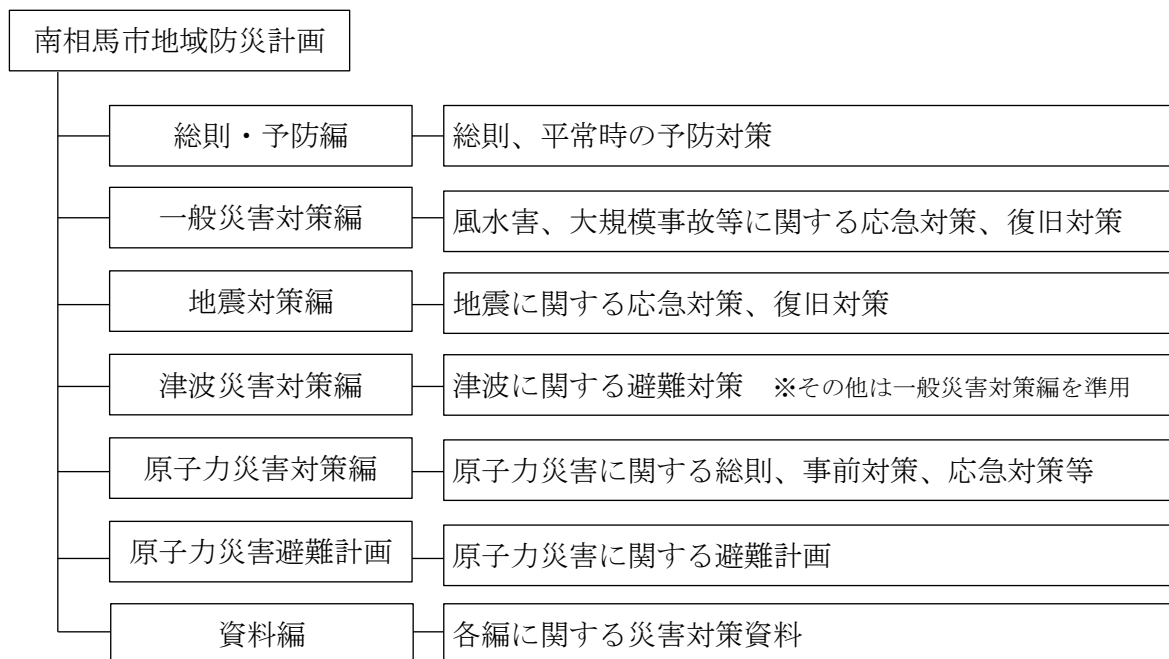 南相馬市地域防災計画
総則・予防編
総則、平常時の予防対策
一般災害対策編
風水害、大規模事故等に関する応急対策、復旧対策
地震対策編
地震に関する応急対策、復旧対策
津波災害対策編
津波に関する避難対策 ※その他は一般災害対策編を準用
原子力災害対策編
原子力災害に関する総則、事前対策、応急対策等
原子力災害避難計画
原子力災害に関する避難計画
資料編
各編に関する災害対策資料